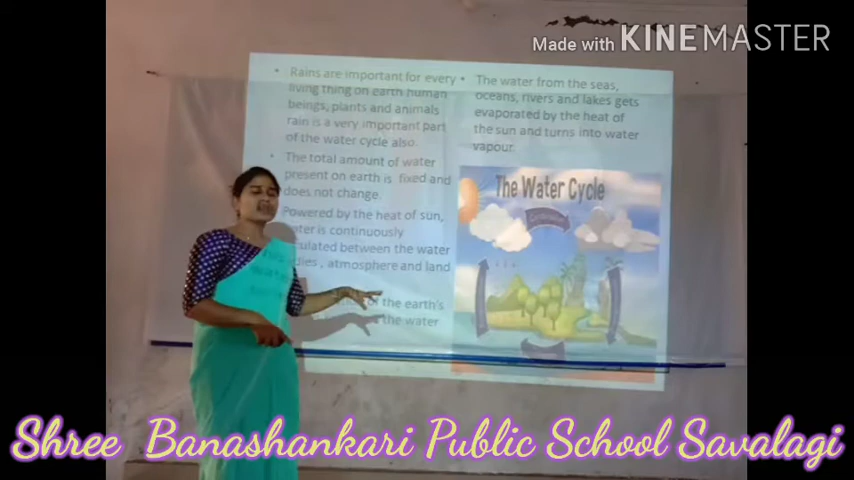 Made with KINEMASTER
Rains are important for every
living thing on earth human
beings, plants and animals
rain is a very important part
of the water cycle also.
The total amount of water
present on earth is fixed and
does not change.
Powered by the heat of sun,
is continuously
between the water
, atmosphere and land
of the earth's
the water
The water from the seas,
oceans, rivers and lakes gets
evaporated by the heat of
the sun and turns into water
vapour.
The Water Cycle
Shree Banashankari Public School Savalagi